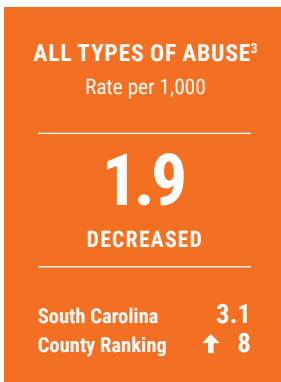 ALL TYPES OF ABUSE³
Rate per 1,000
1.9
DECREASED
South Carolina 3.1
County Ranking ↑ 8